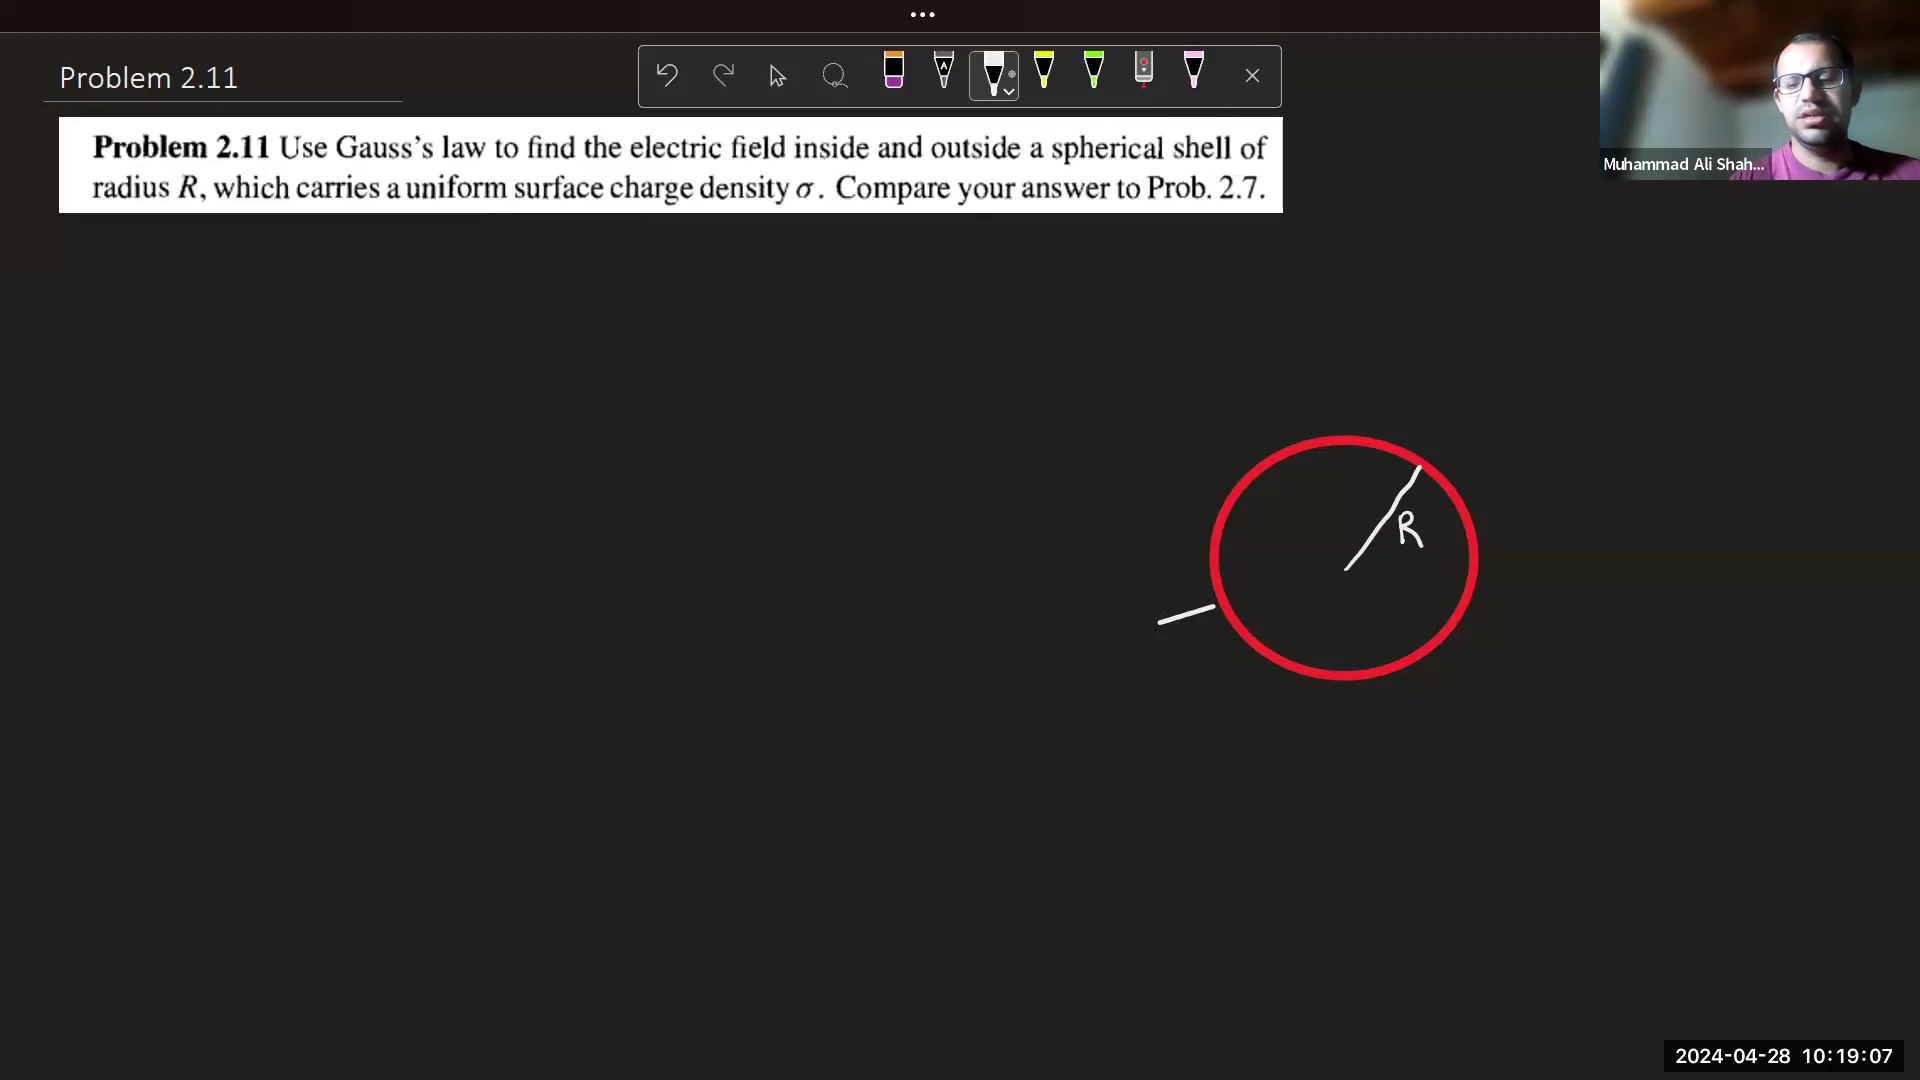 Problem 2.11
Problem 2.11 Use Gauss's law to find the electric field inside and outside a spherical shell of
radius R, which carries a uniform surface charge density σ. Compare your answer to Prob. 2.7.
Muhammad Ali Shah...
R
2024-04-28 10:19:07